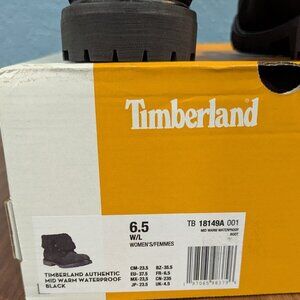 Timberland
6.5
W/L
WOMEN'S/FEMMES
TB 18149A 001
MID WARM WATERPROOF
BOOT
TIMBERLAND AUTHENTIC
MID WARM WATERPROOF
BLACK
CM-23.5 BZ-35.5
EU-37.5 FR-6.5
MX-23.5 CN-235
JP-23.5 UK-4.5